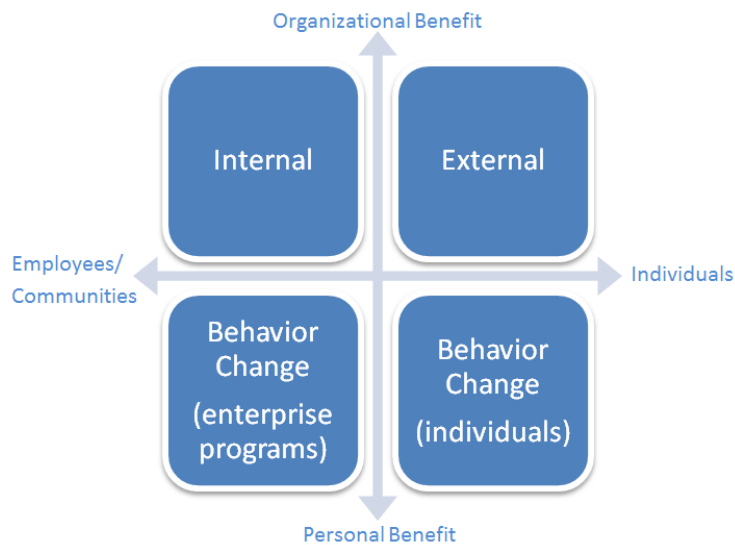 Organizational Benefit
Internal
External
Employees/
Communities
Individuals
Behavior
Change
(enterprise
programs)
Behavior
Change
(individuals)
Personal Benefit